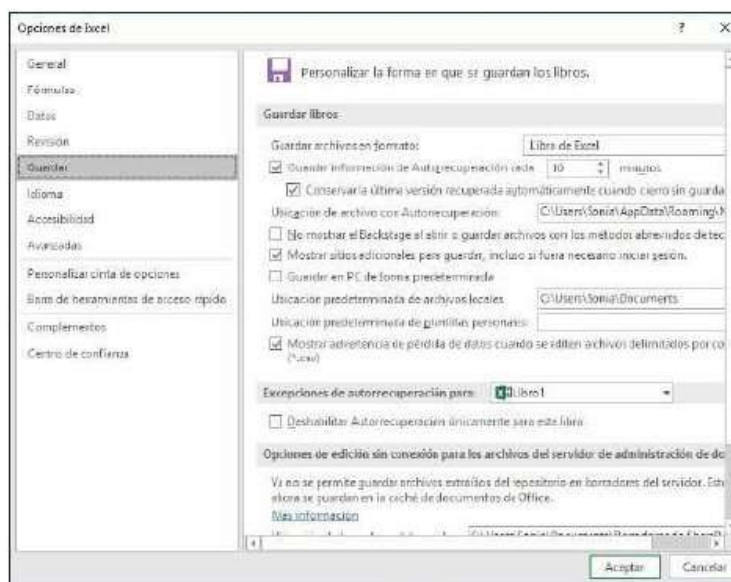 Opciones de Excel
? X
General
Fórmulas
Datos
Revisión
Guardar
Idioma
Accesibilidad
Avanzadas
Personalizar cinta de opciones
Barra de herramientas de acceso rápido
Complementos
Centro de confianza
Personalizar la forma en que se guardan los libros.
Guardar libros
Guardar archivos en formato: Libro de Excel
Guardar información de Autorrecuperación cada 10 minutos
Conservar la última versión recuperada automáticamente cuando cierro sin guarda
Ubicación de archivo con Autorrecuperación: C:\Users\Sonia\AppData\Roaming\M
No mostrar el Backstage al abrir o guardar archivos con los métodos abreviados de tec
Mostrar sitios adicionales para guardar, incluso si fuera necesario iniciar sesión.
Guardar en PC de forma predeterminada
Ubicación predeterminada de archivos locales C:\Users\Sonia\Documents
Ubicación predeterminada de plantillas personales:
Mostrar advertencia de pérdida de datos cuando se editen archivos delimitados por co
(*.csv)
Excepciones de autorrecuperación para: Libro1
Deshabilitar Autorrecuperación únicamente para este libro
Opciones de edición sin conexión para los archivos del servidor de administración de do
Ya no se permite guardar archivos extraídos del repositorio en borradores del servidor. Esto
ahora se guardan en la caché de documentos de Office.
Más información
Aceptar Cancelar